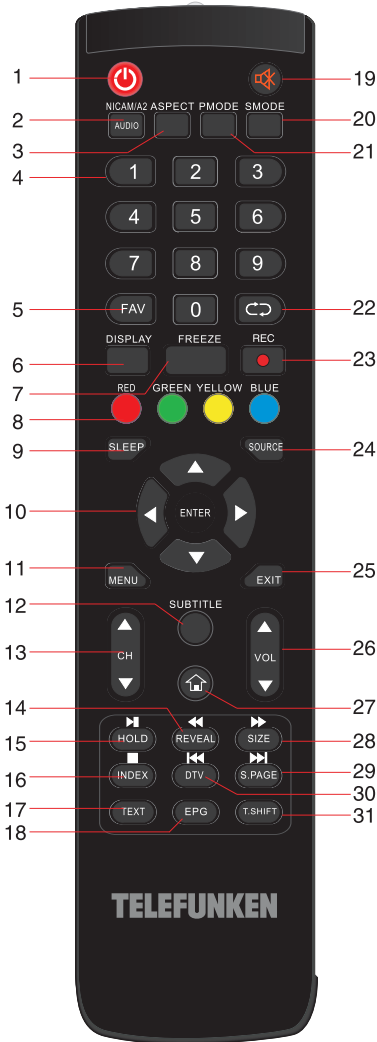 1 19
NICAM/A2 ASPECT PMODE SMODE
2 AUDIO 20
3 21
4 1 2 3
4 5 6
7 8 9
5 FAV 0 22
DISPLAY FREEZE REC
6 23
7
RED GREEN YELLOW BLUE
8
9 SLEEP SOURCE 24
10 ENTER
11 MENU EXIT 25
12 SUBTITLE
13 CH VOL 26
14 27
15 HOLD REVEAL SIZE 28
16 INDEX DTV S.PAGE 29
30
17 TEXT EPG T.SHIFT 31
18
TELEFUNKEN